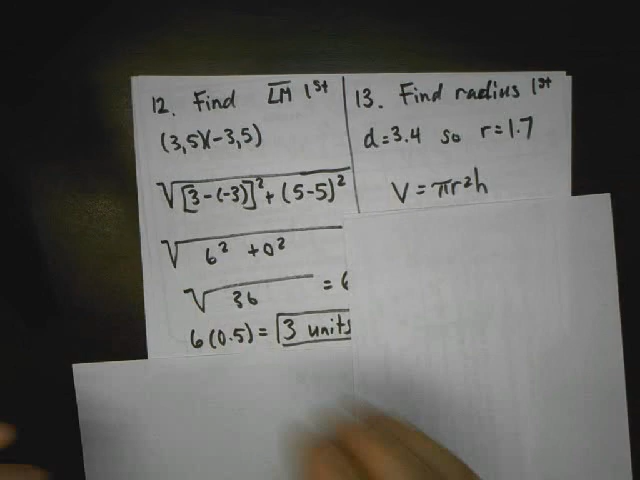 12. Find LM 1st
(3,5)(-3,5)
√[3-(-3)]²+(5-5)²
√6² +0²
√36 = 6
6(0.5) = 3 units
13. Find radius 1st
d=3.4 so r=1.7
V=πr²h